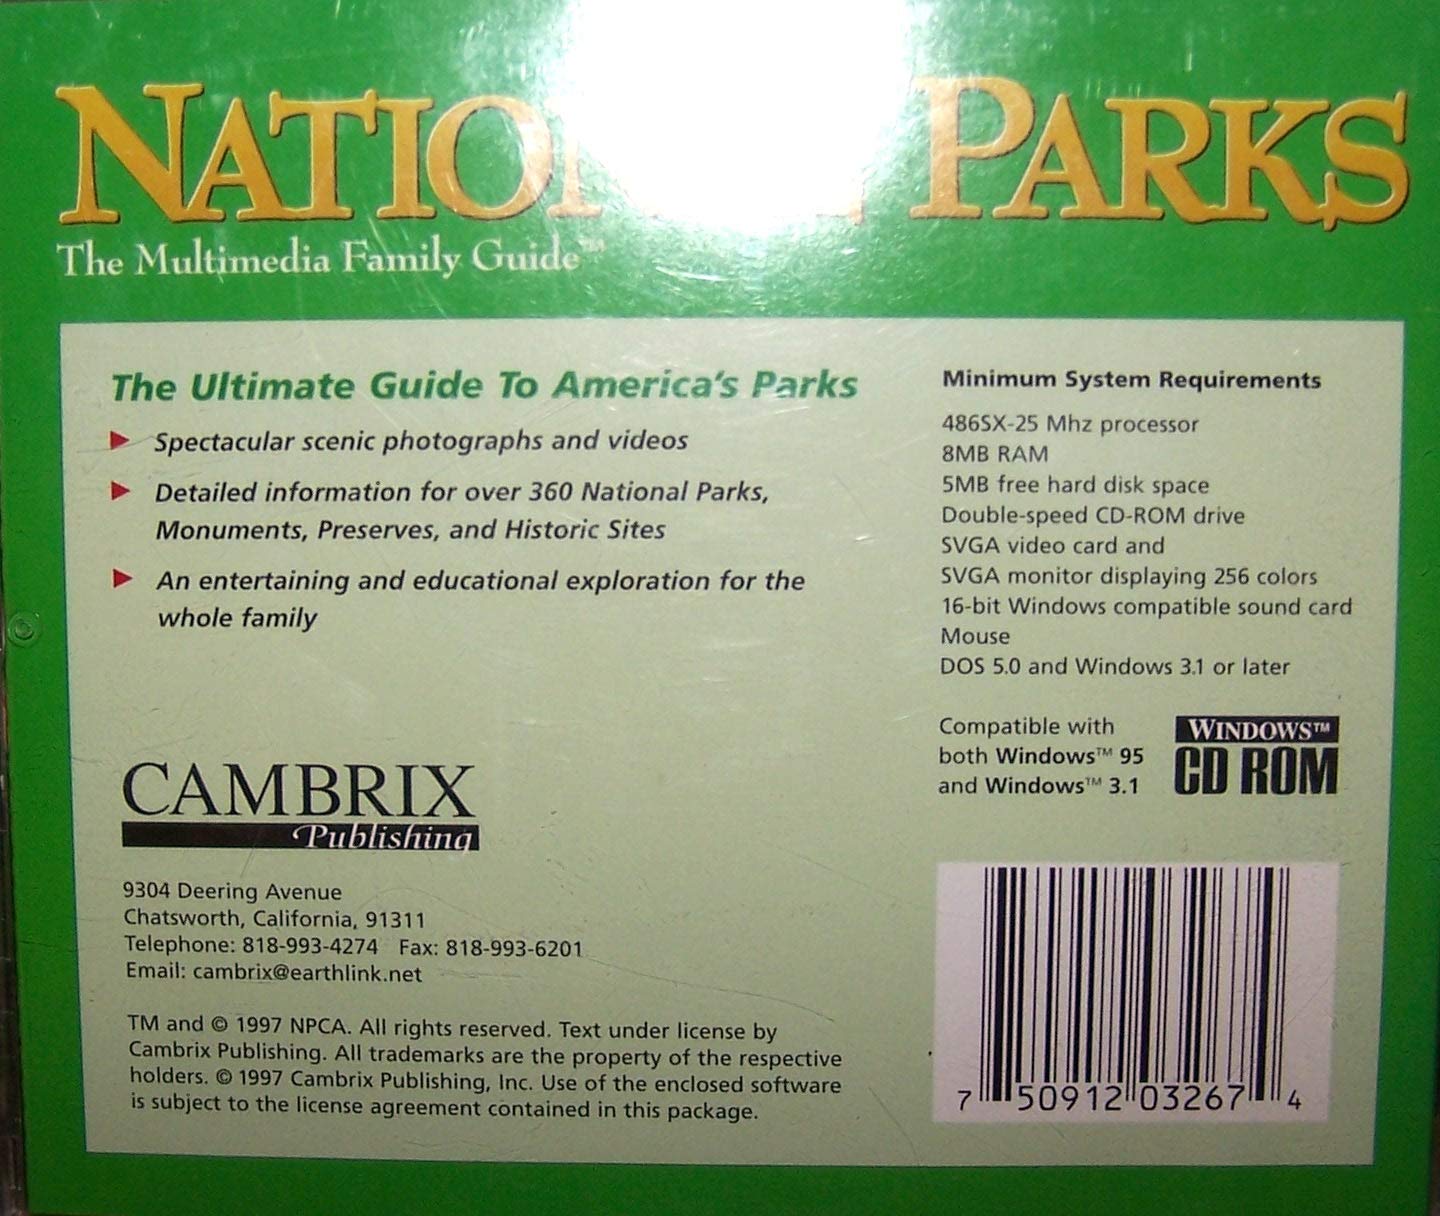 PARKS
The Multimedia Family Guide™
The Ultimate Guide To America's Parks
Spectacular scenic photographs and videos
Detailed information for over 360 National Parks,
Monuments, Preserves, and Historic Sites
An entertaining and educational exploration for the
whole family
CAMBRIX
Publishing
9304 Deering Avenue
Chatsworth, California, 91311
Telephone: 818-993-4274 Fax: 818-993-6201
Email: cambrix@earthlink.net
TM and © 1997 NPCA. All rights reserved. Text under license by
Cambrix Publishing. All trademarks are the property of the respective
holders. © 1997 Cambrix Publishing, Inc. Use of the enclosed software
is subject to the license agreement contained in this package.
Minimum System Requirements
486SX-25 Mhz processor
8MB RAM
5MB free hard disk space
Double-speed CD-ROM drive
SVGA video card and
SVGA monitor displaying 256 colors
16-bit Windows compatible sound card
Mouse
DOS 5.0 and Windows 3.1 or later
Compatible with
both Windows™ 95
and Windows™ 3.1
WINDOWS™
CD ROM
7 50912 03267 4